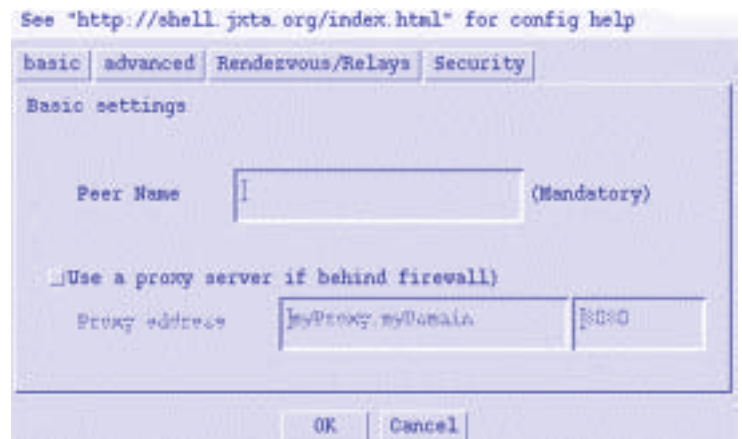 See "http://shell.jxta.org/index.html" for config help
basic advanced Rendezvous/Relays Security
Basic settings
Peer Name (Mandatory)
Use a proxy server if behind firewall)
Proxy address myProxy.myDomain 8080
OK Cancel